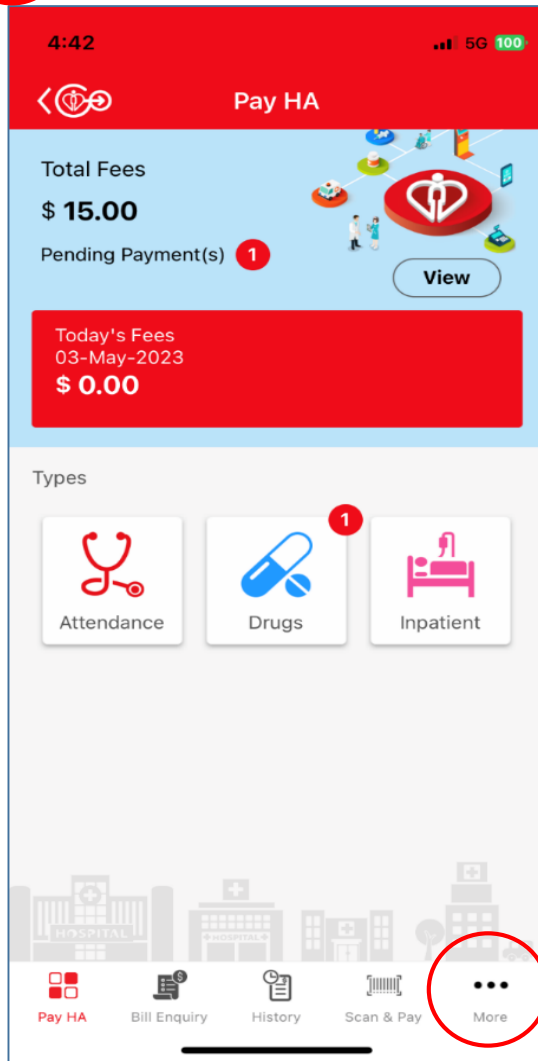 4:42
5G 100
Pay HA
Total Fees
$ 15.00
Pending Payment(s) 1
View
Today's Fees
03-May-2023
$ 0.00
Types
1
Attendance
Drugs
Inpatient
HOSPITAL
HOSPITAL
Pay HA
Bill Enquiry
History
Scan & Pay
More